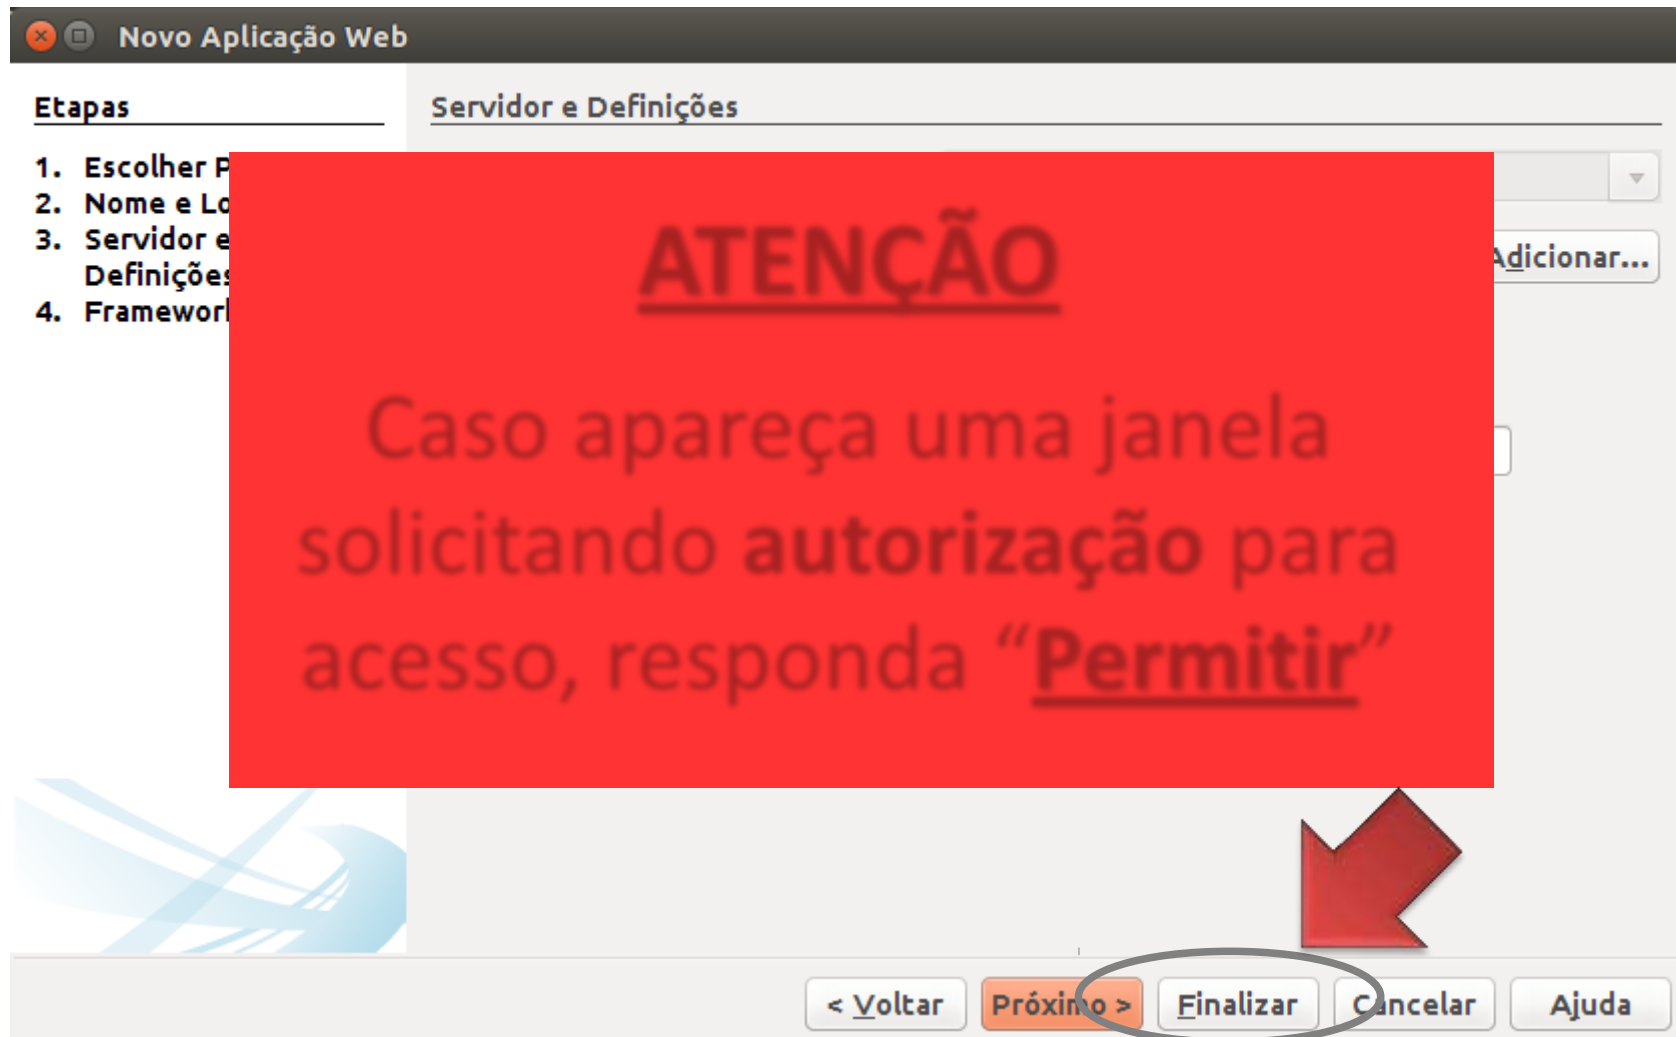 Novo Aplicação Web
Etapas
1. Escolher P
2. Nome e Lo
3. Servidor e
Definições
4. Framework
Servidor e Definições
Adicionar...
ATENÇÃO
Caso apareça uma janela
solicitando autorização para
acesso, responda “Permitir”
< Voltar
Próximo >
Finalizar
Cancelar
Ajuda